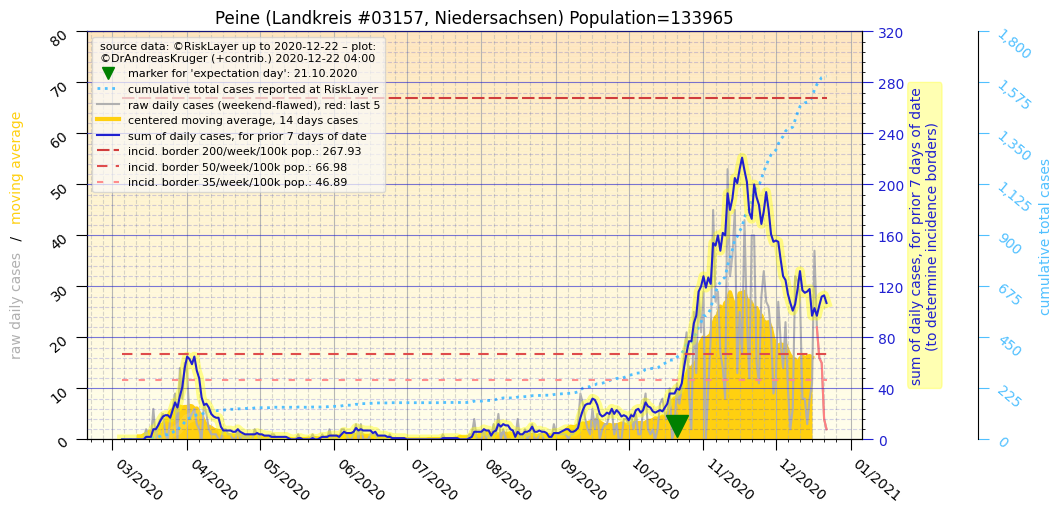 Peine (Landkreis #03157, Niedersachsen) Population=133965
source data: ©RiskLayer up to 2020-12-22 – plot:
©DrAndreasKruger (+contrib.) 2020-12-22 04:00
marker for 'expectation day': 21.10.2020
cumulative total cases reported at RiskLayer
raw daily cases (weekend-flawed), red: last 5
centered moving average, 14 days cases
sum of daily cases, for prior 7 days of date
incid. border 200/week/100k pop.: 267.93
incid. border 50/week/100k pop.: 66.98
incid. border 35/week/100k pop.: 46.89
raw daily cases / moving average
80
70
60
50
40
30
20
10
0
03/2020
04/2020
05/2020
06/2020
07/2020
08/2020
09/2020
10/2020
11/2020
12/2020
01/2021
320
280
240
200
160
120
80
40
0
sum of daily cases, for prior 7 days of date
(to determine incidence borders)
1,800
1,575
1,350
1,125
900
675
450
225
0
cumulative total cases